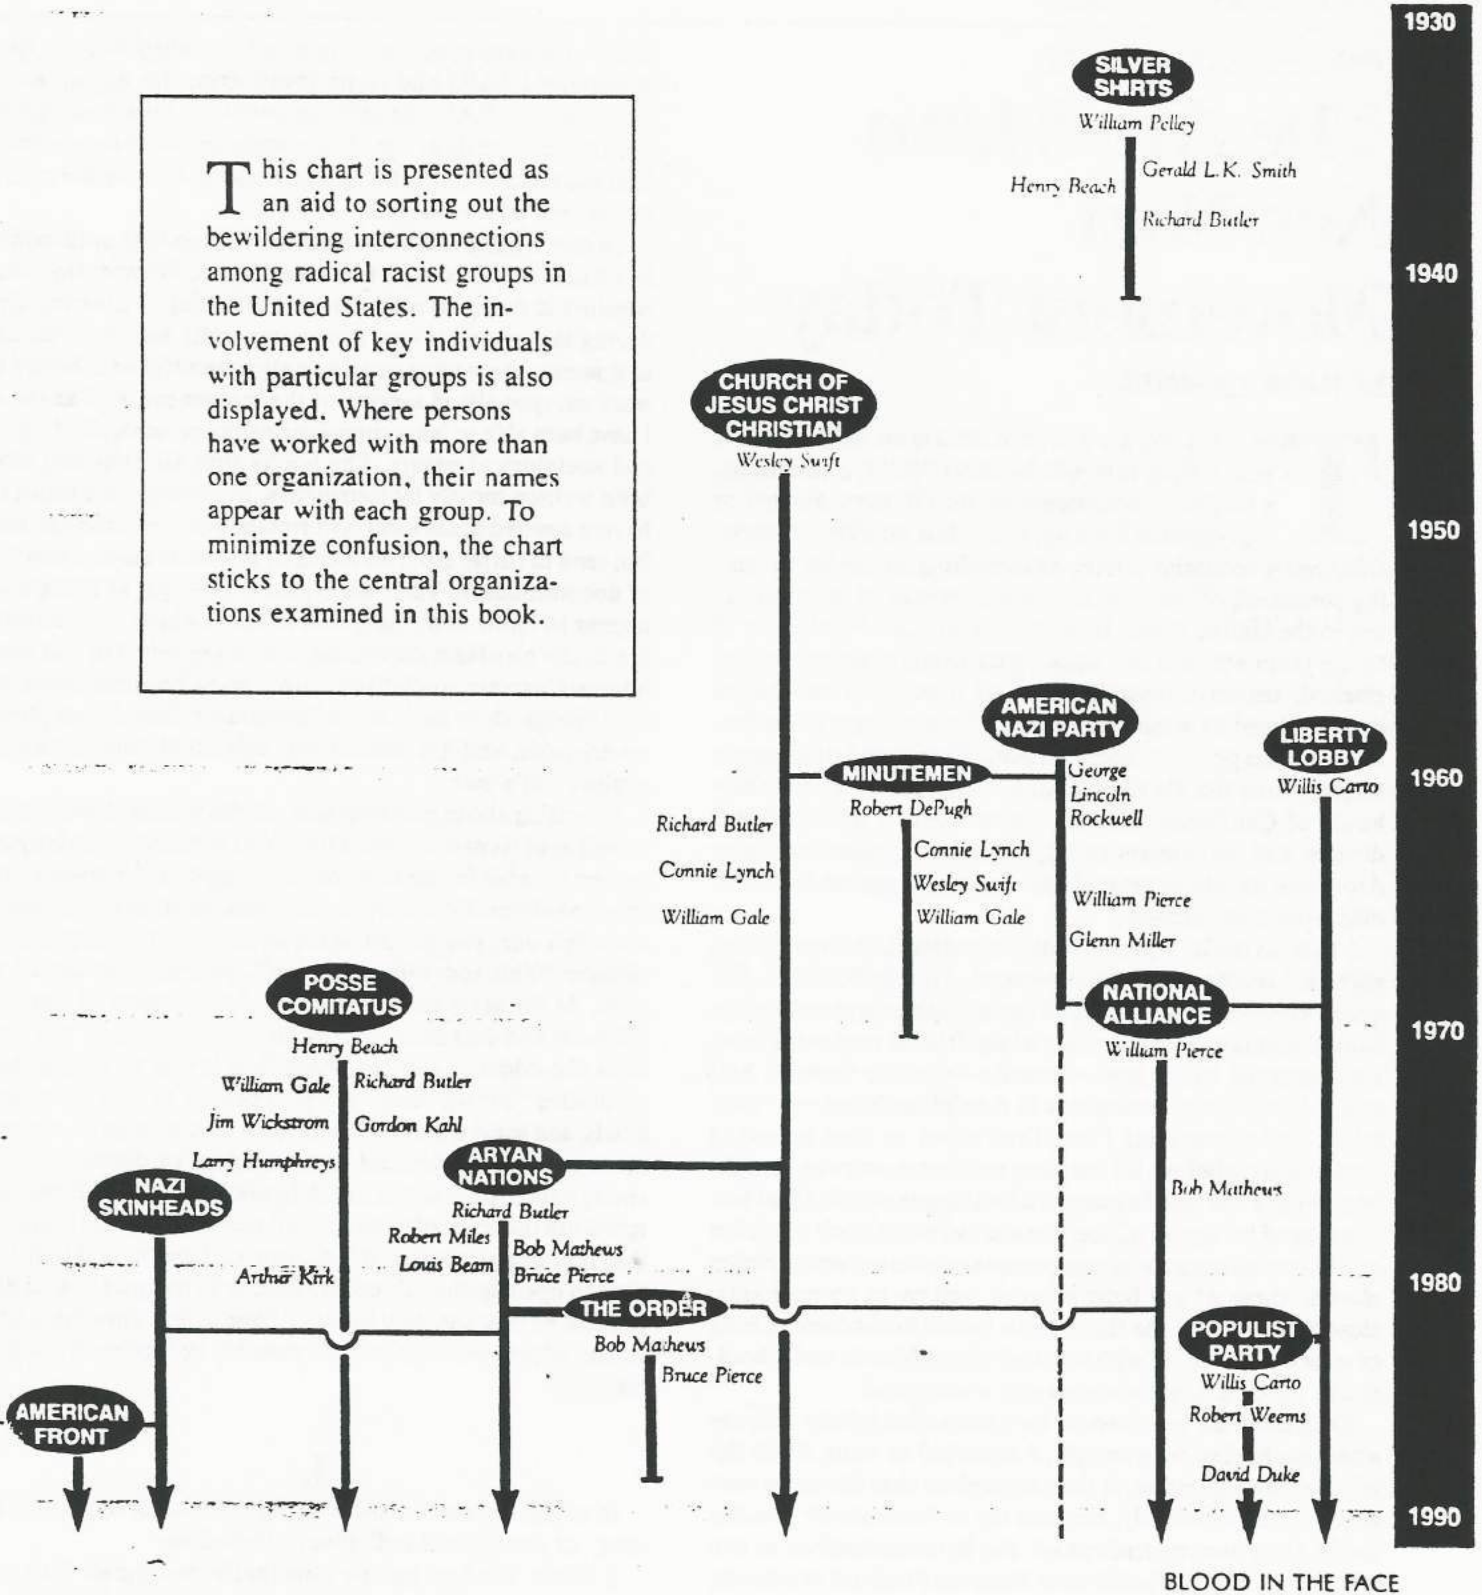 This chart is presented as
an aid to sorting out the
bewildering interconnections
among radical racist groups in
the United States. The in-
volvement of key individuals
with particular groups is also
displayed. Where persons
have worked with more than
one organization, their names
appear with each group. To
minimize confusion, the chart
sticks to the central organiza-
tions examined in this book.
1930
SILVER
SHIRTS
William Pelley
Gerald L.K. Smith
Henry Beach
Richard Butler
1940
CHURCH OF
JESUS CHRIST
CHRISTIAN
Wesley Swift
1950
AMERICAN
NAZI PARTY
LIBERTY
LOBBY
MINUTEMEN
1960
George
Lincoln
Rockwell
Willis Carto
Robert DePugh
Richard Butler
Connie Lynch
William Gale
Connie Lynch
Wesley Swift
William Gale
William Pierce
Glenn Miller
POSSE
COMITATUS
NATIONAL
ALLIANCE
1970
Henry Beach
William Pierce
William Gale
Richard Butler
Jim Wickstrom
Gordon Kahl
Larry Humphreys
ARYAN
NATIONS
NAZI
SKINHEADS
Bob Mathews
Richard Butler
Robert Miles
Bob Mathews
Louis Beam
Bruce Pierce
Arthur Kirk
1980
THE ORDER
Bob Mathews
Bruce Pierce
POPULIST
PARTY
Willis Carto
Robert Weems
David Duke
AMERICAN
FRONT
1990
BLOOD IN THE FACE